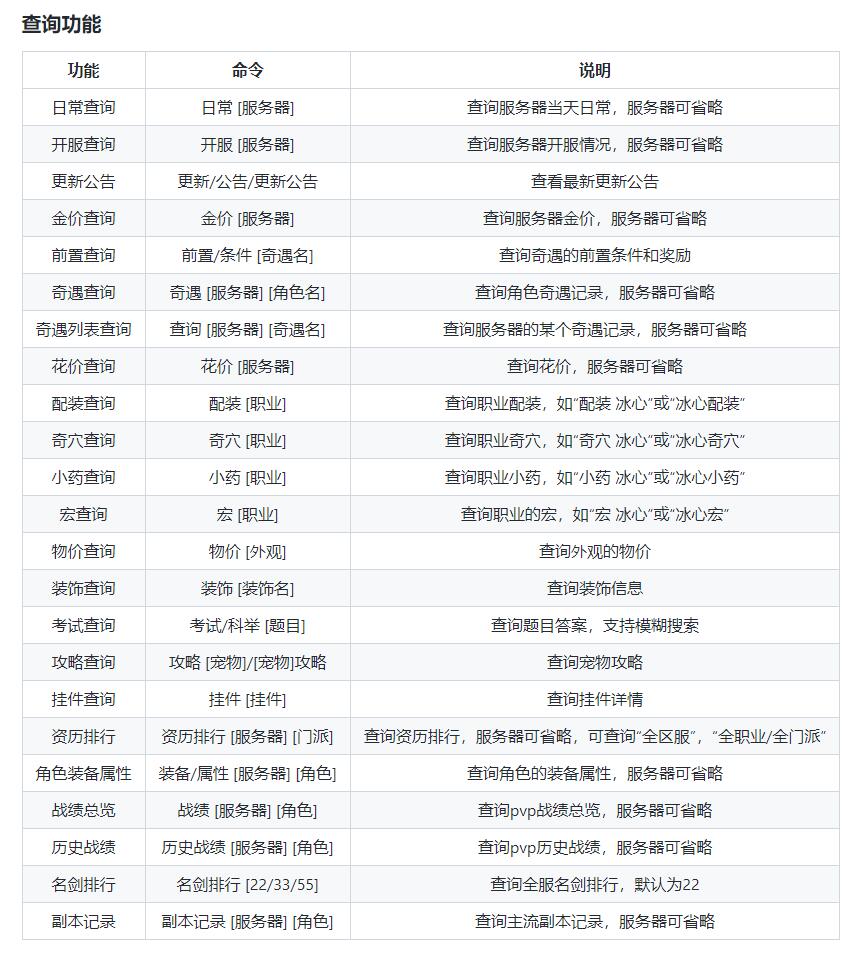 查询功能
功能 命令 说明
日常查询 日常 [服务器] 查询服务器当天日常，服务器可省略
开服查询 开服 [服务器] 查询服务器开服情况，服务器可省略
更新公告 更新/公告/更新公告 查看最新更新公告
金价查询 金价 [服务器] 查询服务器金价，服务器可省略
前置查询 前置/条件 [奇遇名] 查询奇遇的前置条件和奖励
奇遇查询 奇遇 [服务器] [角色名] 查询角色奇遇记录，服务器可省略
奇遇列表查询 查询 [服务器] [奇遇名] 查询服务器的某个奇遇记录，服务器可省略
花价查询 花价 [服务器] 查询花价，服务器可省略
配装查询 配装 [职业] 查询职业配装，如“配装 冰心”或“冰心配装”
奇穴查询 奇穴 [职业] 查询职业奇穴，如“奇穴 冰心”或“冰心奇穴”
小药查询 小药 [职业] 查询职业小药，如“小药 冰心”或“冰心小药”
宏查询 宏 [职业] 查询职业的宏，如“宏 冰心”或“冰心宏”
物价查询 物价 [外观] 查询外观的物价
装饰查询 装饰 [装饰名] 查询装饰信息
考试查询 考试/科举 [题目] 查询题目答案，支持模糊搜索
攻略查询 攻略 [宠物]/[宠物]攻略 查询宠物攻略
挂件查询 挂件 [挂件] 查询挂件详情
资历排行 资历排行 [服务器] [门派] 查询资历排行，服务器可省略，可查询“全区服”，“全职业/全门派”
角色装备属性 装备/属性 [服务器] [角色] 查询角色的装备属性，服务器可省略
战绩总览 战绩 [服务器] [角色] 查询pvp战绩总览，服务器可省略
历史战绩 历史战绩 [服务器] [角色] 查询pvp历史战绩，服务器可省略
名剑排行 名剑排行 [22/33/55] 查询全服名剑排行，默认为22
副本记录 副本记录 [服务器] [角色] 查询主流副本记录，服务器可省略